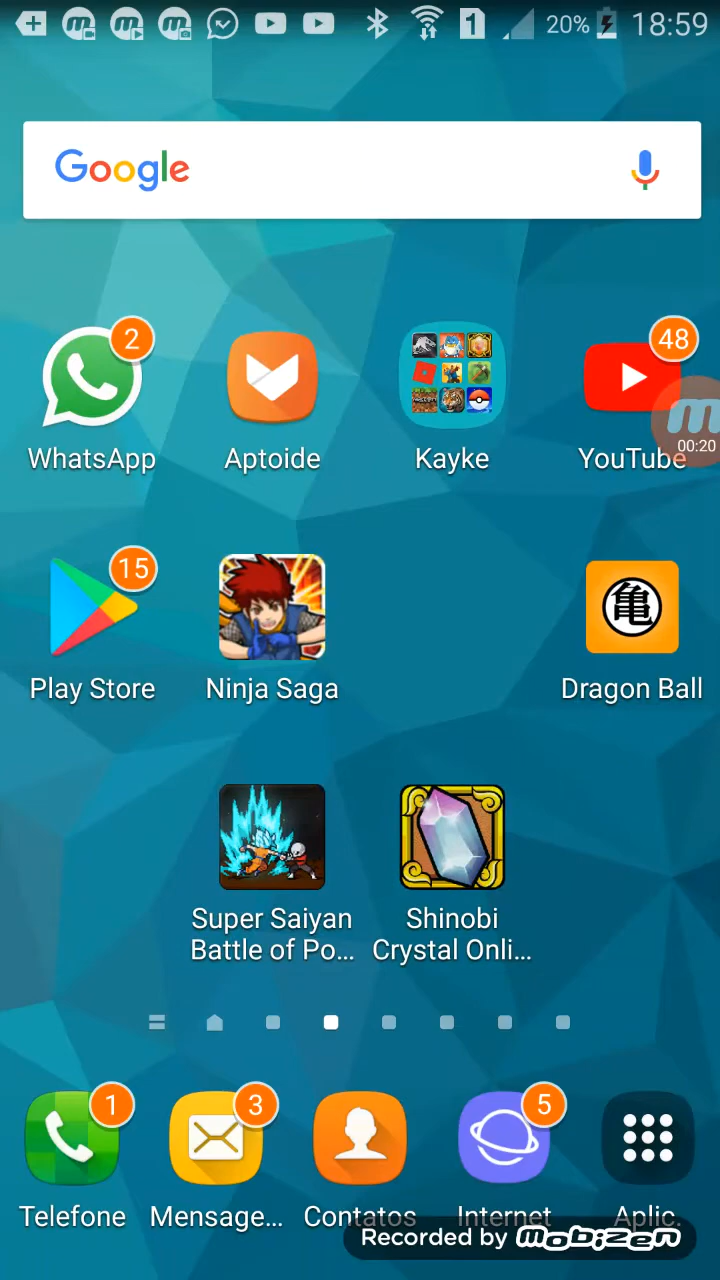 1 20% 18:59
Google
2
48
WhatsApp Aptoide Kayke YouTube
m
00:20
15
亀
Play Store Ninja Saga Dragon Ball
Super Saiyan
Battle of Po...
Shinobi
Crystal Onli...
1
3
5
Telefone Mensage... Contatos Internet Aplic.
Recorded by mobizen